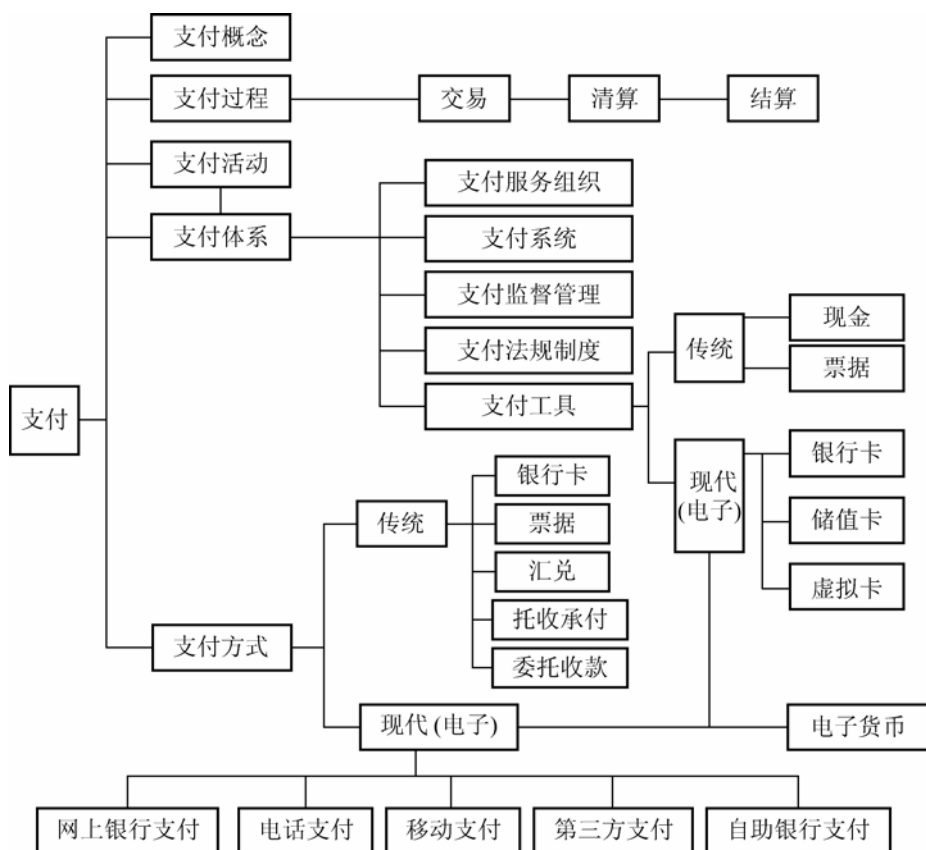 支付概念
支付过程
交易
清算
结算
支付活动
支付体系
支付服务组织
支付系统
支付监督管理
支付法规制度
支付工具
传统
现金
票据
现代
(电子)
银行卡
储值卡
虚拟卡
支付
支付方式
传统
银行卡
票据
汇兑
托收承付
委托收款
现代(电子)
电子货币
网上银行支付
电话支付
移动支付
第三方支付
自助银行支付